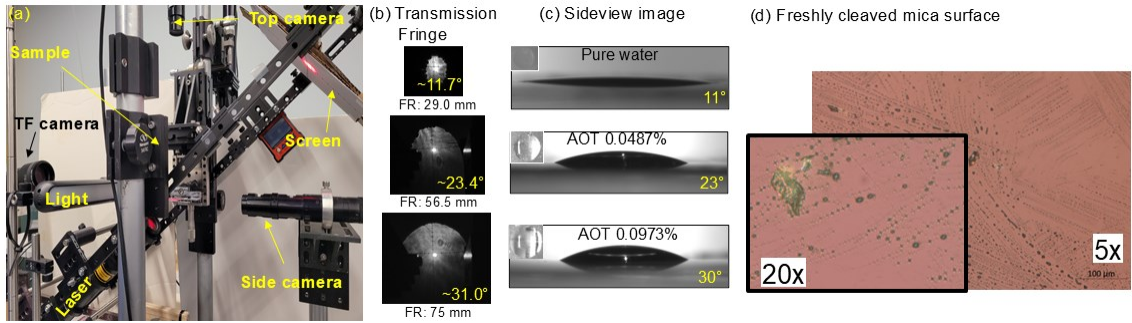 (a)
Top camera
Sample
TF camera
Screen
Light
Side camera
Laser
(b) Transmission
Fringe
~11.7°
FR: 29.0 mm
~23.4°
FR: 56.5 mm
~31.0°
FR: 75 mm
(c) Sideview image
Pure water
11°
AOT 0.0487%
23°
AOT 0.0973%
30°
(d) Freshly cleaved mica surface
20x
5x
100 µm